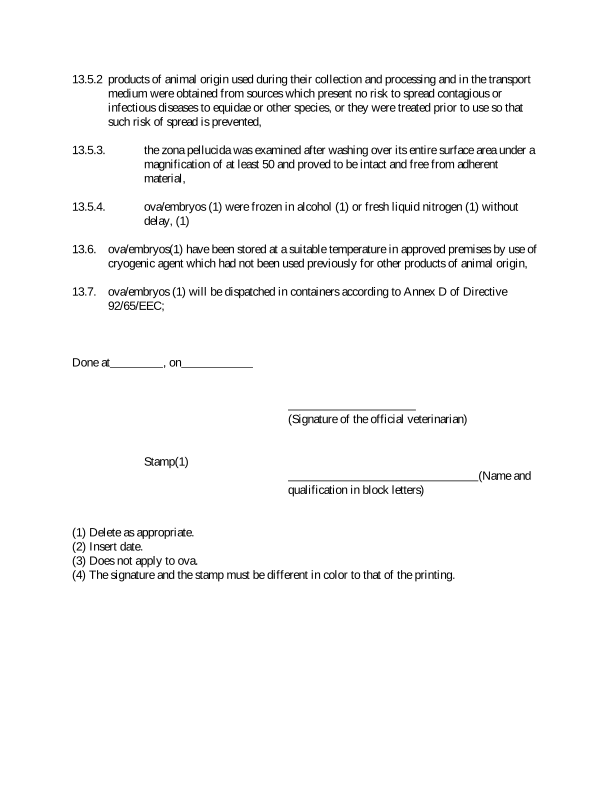 13.5.2 products of animal origin used during their collection and processing and in the transport
medium were obtained from sources which present no risk to spread contagious or
infectious diseases to equidae or other species, or they were treated prior to use so that
such risk of spread is prevented,
13.5.3. the zona pellucida was examined after washing over its entire surface area under a
magnification of at least 50 and proved to be intact and free from adherent
material,
13.5.4. ova/embryos (1) were frozen in alcohol (1) or fresh liquid nitrogen (1) without
delay, (1)
13.6. ova/embryos(1) have been stored at a suitable temperature in approved premises by use of
cryogenic agent which had not been used previously for other products of animal origin,
13.7. ova/embryos (1) will be dispatched in containers according to Annex D of Directive
92/65/EEC;
Done at_________, on____________
______________________
(Signature of the official veterinarian)
Stamp(1)
________________________________(Name and
qualification in block letters)
(1) Delete as appropriate.
(2) Insert date.
(3) Does not apply to ova.
(4) The signature and the stamp must be different in color to that of the printing.